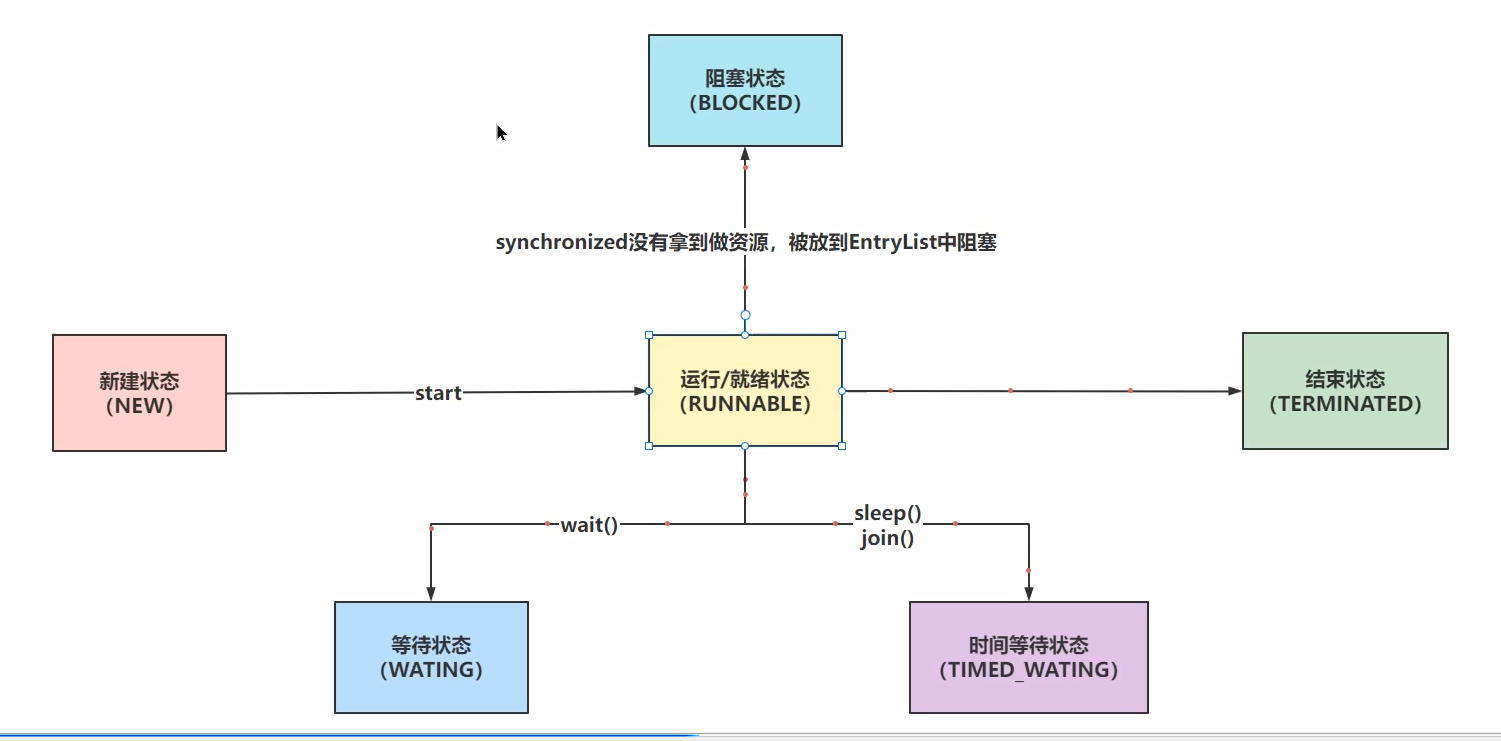 阻塞状态
（BLOCKED）
synchronized没有拿到做资源，被放到EntryList中阻塞
新建状态
（NEW）
start
运行/就绪状态
（RUNNABLE）
结束状态
（TERMINATED）
wait()
sleep()
join()
等待状态
（WATING）
时间等待状态
（TIMED_WATING）